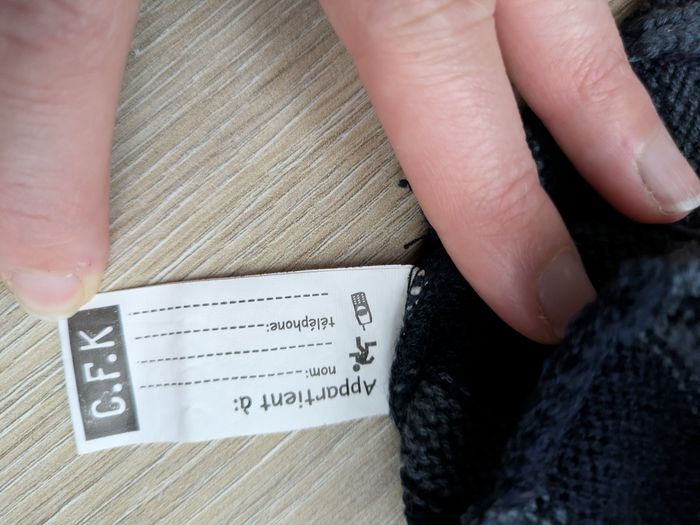 Appartient à:
nom:
téléphone:
C.F.K